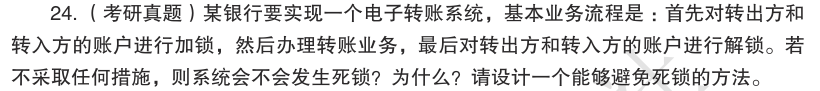 24.（考研真题）某银行要实现一个电子转账系统，基本业务流程是：首先对转出方和
转入方的账户进行加锁，然后办理转账业务，最后对转出方和转入方的账户进行解锁。若
不采取任何措施，则系统会不会发生死锁？为什么？请设计一个能够避免死锁的方法。